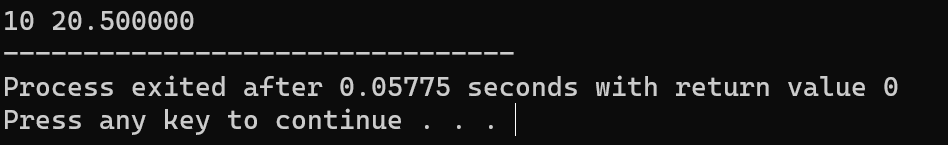 10 20.500000
--------------------------------
Process exited after 0.05775 seconds with return value 0
Press any key to continue . . .